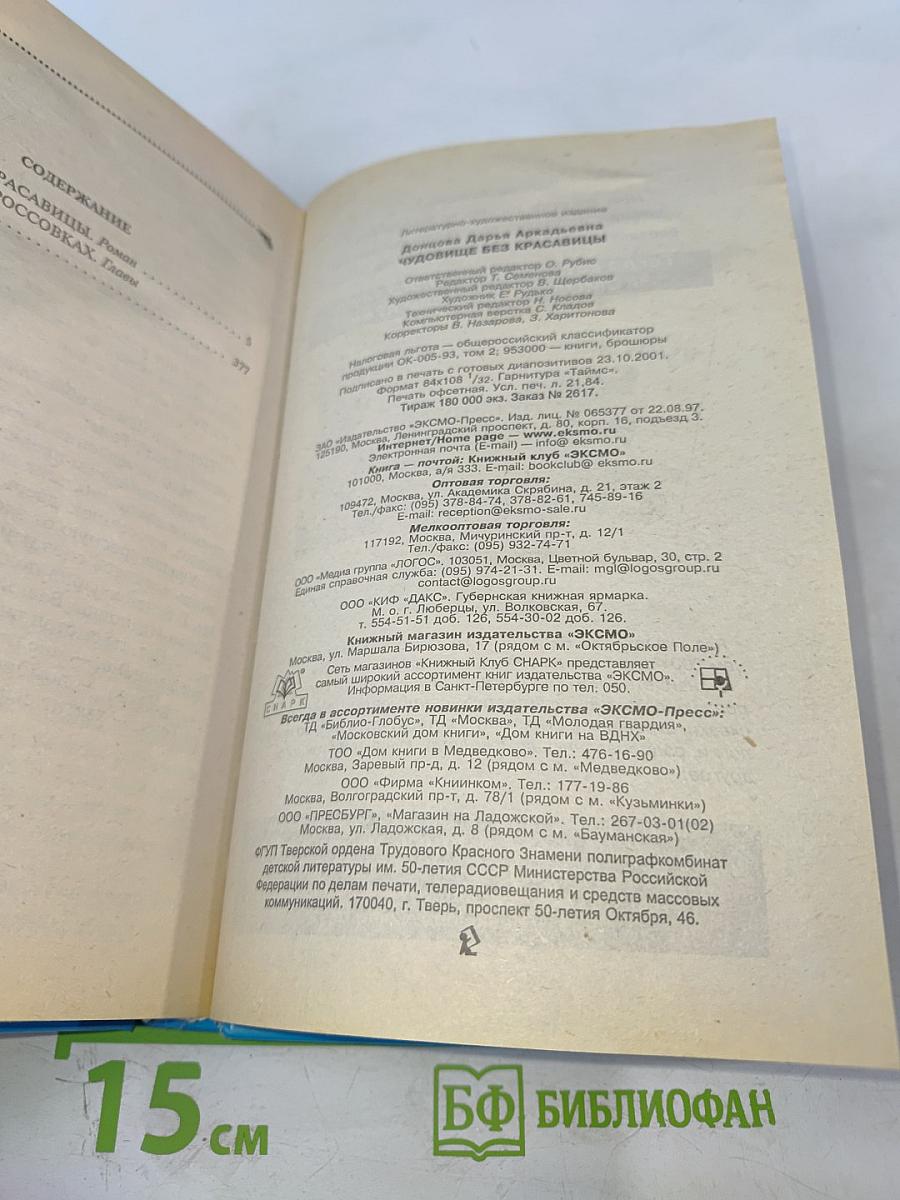 СОДЕРЖАНИЕ
РАСАВИЦЫ. Роман . . . . . . . . . . . . 5
РОССОВКАХ. Главы . . . . . . . . . . . . 377
Литературно-художественное издание
Донцова Дарья Аркадьевна
ЧУДОВИЩЕ БЕЗ КРАСАВИЦЫ
Ответственный редактор О. Рубис
Редактор Т. Семенова
Художественный редактор В. Щербаков
Художник Е. Рудько
Технический редактор Н. Носова
Компьютерная верстка С. Кладов
Корректоры В. Назарова, З. Харитонова
Налоговая льгота — общероссийский классификатор
продукции ОК-005-93, том 2; 953000 — книги, брошюры
Подписано в печать с готовых диапозитивов 23.10.2001.
Формат 84x108 1/32. Гарнитура «Таймс».
Печать офсетная. Усл. печ. л. 21,84.
Тираж 180 000 экз. Заказ № 2617.
ЗАО «Издательство «ЭКСМО-Пресс». Изд. лиц. № 065377 от 22.08.97.
125190, Москва, Ленинградский проспект, д. 80, корп. 16, подъезд 3.
Интернет/Home page — www.eksmo.ru
Электронная почта (E-mail) — info@ eksmo.ru
Книга — почтой: Книжный клуб «ЭКСМО»
101000, Москва, а/я 333. E-mail: bookclub@ eksmo.ru
Оптовая торговля:
109472, Москва, ул. Академика Скрябина, д. 21, этаж 2
Тел./факс: (095) 378-84-74, 378-82-61, 745-89-16
E-mail: reception@eksmo-sale.ru
Мелкооптовая торговля:
117192, Москва, Мичуринский пр-т, д. 12/1
Тел./факс: (095) 932-74-71
ООО «Медиа группа «ЛОГОС». 103051, Москва, Цветной бульвар, 30, стр. 2
Единая справочная служба: (095) 974-21-31. E-mail: mgl@logosgroup.ru
contact@logosgroup.ru
ООО «КИФ «ДАКС». Губернская книжная ярмарка.
М. о. г. Люберцы, ул. Волковская, 67.
т. 554-51-51 доб. 126, 554-30-02 доб. 126.
Книжный магазин издательства «ЭКСМО»
Москва, ул. Маршала Бирюзова, 17 (рядом с м. «Октябрьское Поле»)
Сеть магазинов «Книжный Клуб СНАРК» представляет
самый широкий ассортимент книг издательства «ЭКСМО».
Информация в Санкт-Петербурге по тел. 050.
СНАРК
Всегда в ассортименте новинки издательства «ЭКСМО-Пресс»:
ТД «Библио-Глобус», ТД «Москва», ТД «Молодая гвардия»,
«Московский дом книги», «Дом книги на ВДНХ»
ТОО «Дом книги в Медведково». Тел.: 476-16-90
Москва, Заревый пр-д, д. 12 (рядом с м. «Медведково»)
ООО «Фирма «Книинком». Тел.: 177-19-86
Москва, Волгоградский пр-т, д. 78/1 (рядом с м. «Кузьминки»)
ООО «ПРЕСБУРГ», «Магазин на Ладожской». Тел.: 267-03-01(02)
Москва, ул. Ладожская, д. 8 (рядом с м. «Бауманская»)
ФГУП Тверской ордена Трудового Красного Знамени полиграфкомбинат
детской литературы им. 50-летия СССР Министерства Российской
Федерации по делам печати, телерадиовещания и средств массовых
коммуникаций. 170040, г. Тверь, проспект 50-летия Октября, 46.
15 см
БФ БИБЛИОФАН